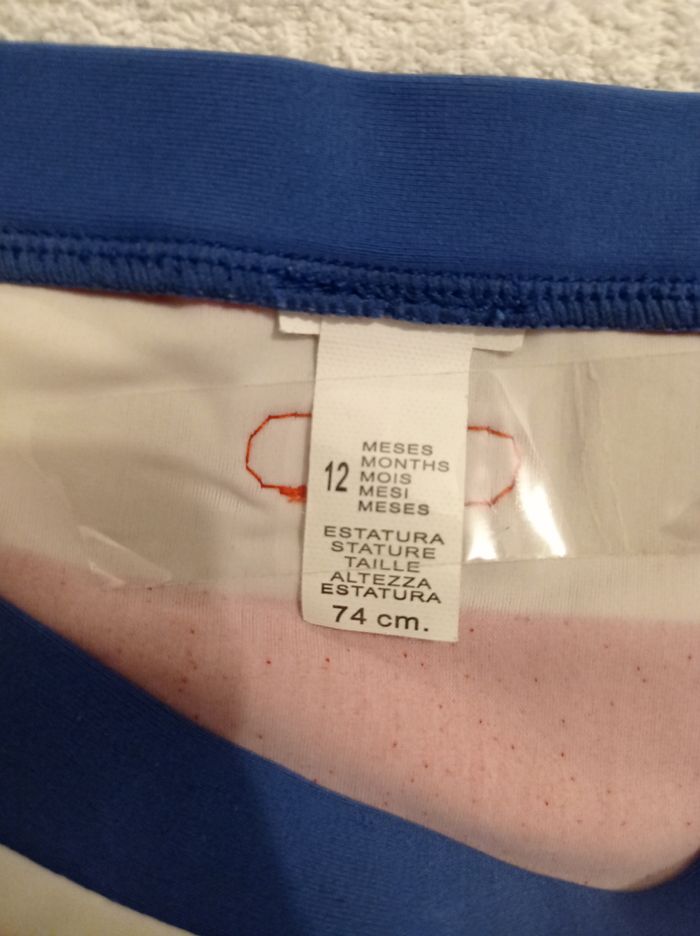 12
MESES
MONTHS
MOIS
MESI
MESES
ESTATURA
STATURE
TAILLE
ALTEZZA
ESTATURA
74 cm.